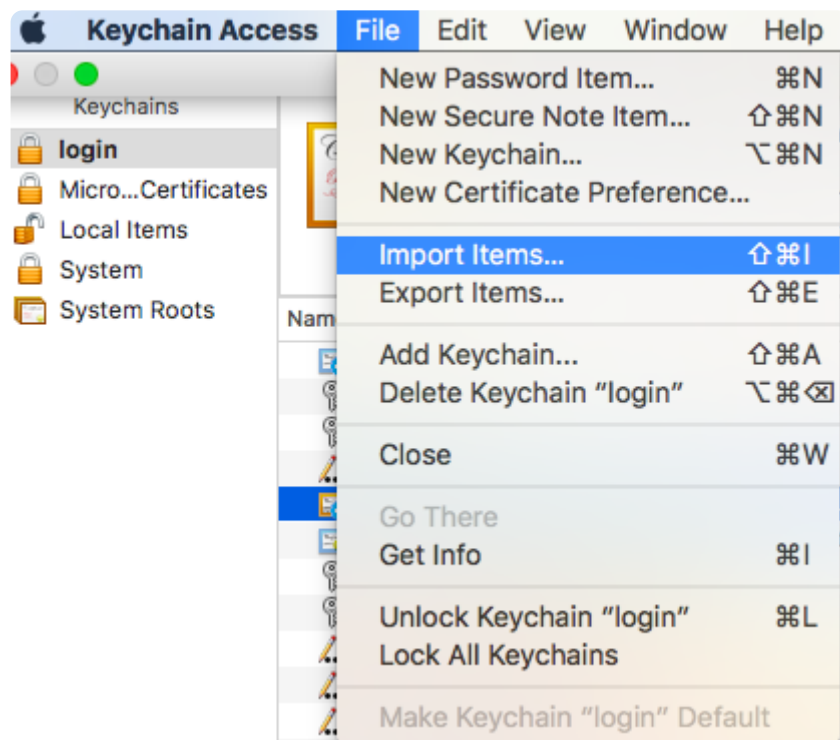 Keychain Access File Edit View Window Help
Keychains
login
Micro...Certificates
Local Items
System
System Roots
Nam
New Password Item... ⌘N
New Secure Note Item... ⇧⌘N
New Keychain... ⌥⌘N
New Certificate Preference...
Import Items... ⇧⌘I
Export Items... ⇧⌘E
Add Keychain... ⇧⌘A
Delete Keychain “login” ⌥⌘⌫
Close ⌘W
Go There
Get Info ⌘I
Unlock Keychain “login” ⌘L
Lock All Keychains
Make Keychain “login” Default